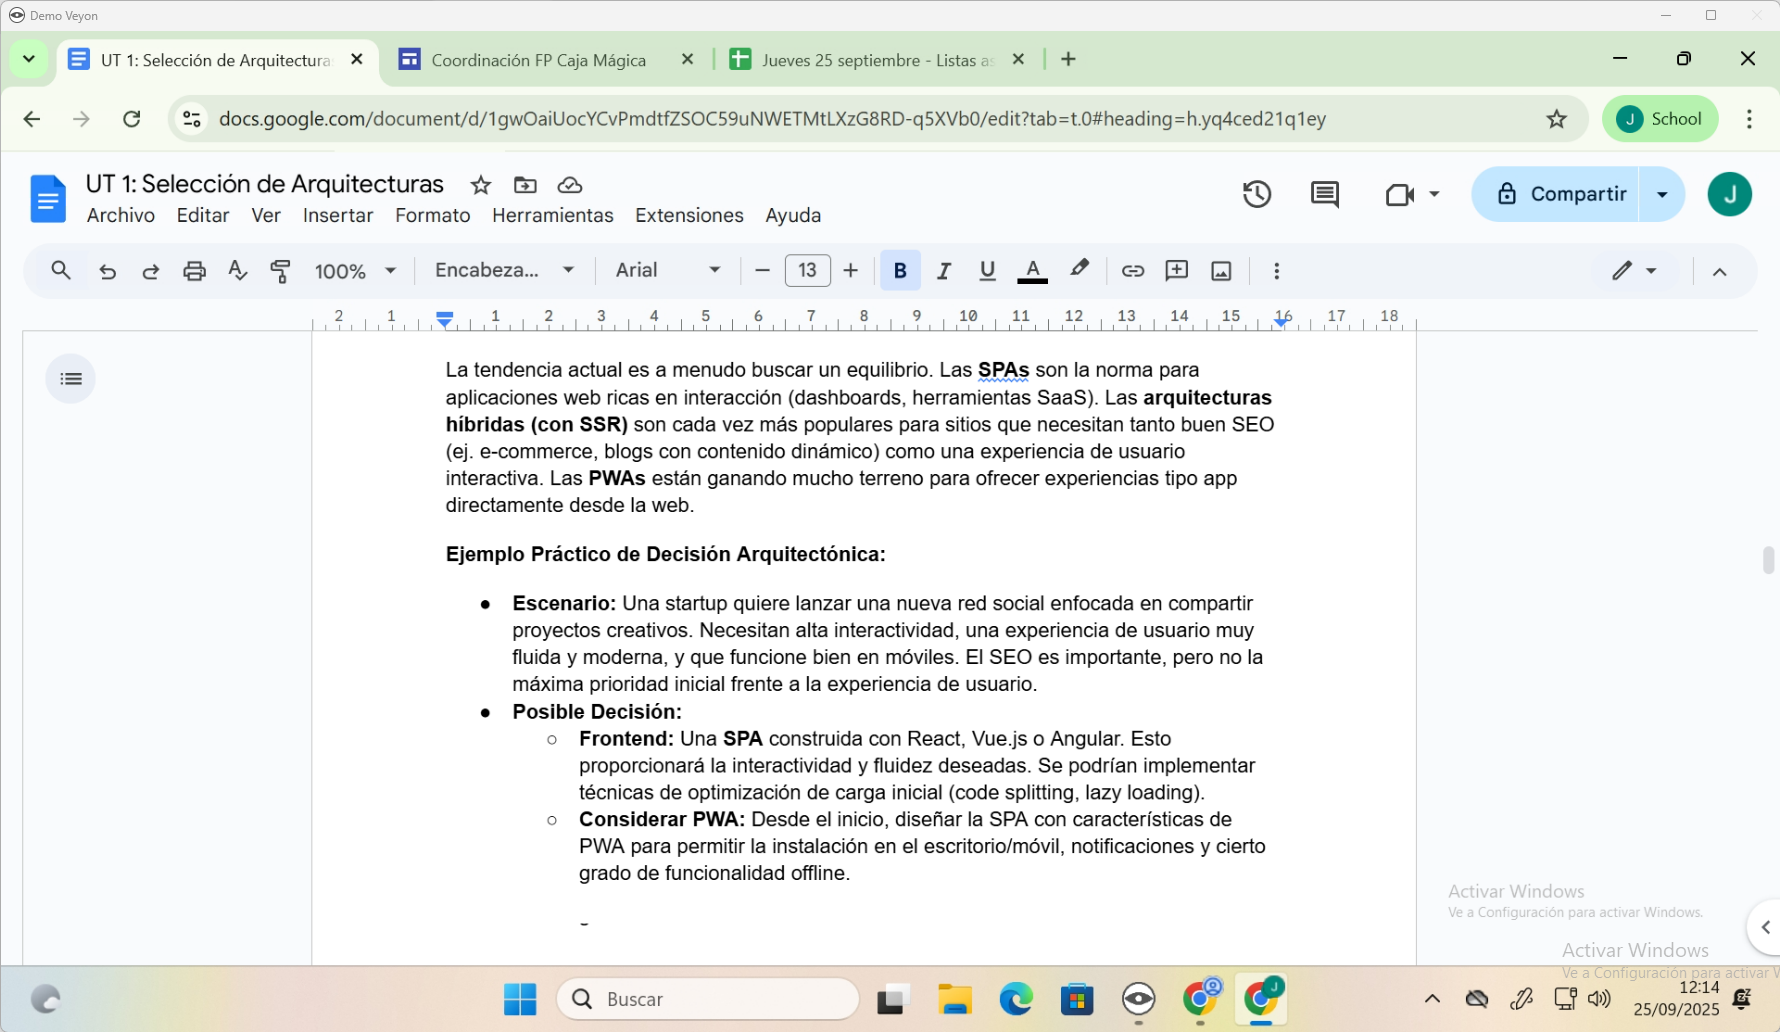 Demo Veyon
UT 1: Selección de Arquitectura
Coordinación FP Caja Mágica
Jueves 25 septiembre - Listas as
docs.google.com/document/d/1gwOaiUocYCvPmdtfZSOC59uNWETMtLXzG8RD-q5XVb0/edit?tab=t.0#heading=h.yq4ced21q1ey
J School
UT 1: Selección de Arquitecturas
Archivo Editar Ver Insertar Formato Herramientas Extensiones Ayuda
Compartir
J
100% Encabeza... Arial 13 B I U A
2 1 1 2 3 4 5 6 7 8 9 10 11 12 13 14 15 16 17 18
La tendencia actual es a menudo buscar un equilibrio. Las SPAs son la norma para
aplicaciones web ricas en interacción (dashboards, herramientas SaaS). Las arquitecturas
híbridas (con SSR) son cada vez más populares para sitios que necesitan tanto buen SEO
(ej. e-commerce, blogs con contenido dinámico) como una experiencia de usuario
interactiva. Las PWAs están ganando mucho terreno para ofrecer experiencias tipo app
directamente desde la web.
Ejemplo Práctico de Decisión Arquitectónica:
● Escenario: Una startup quiere lanzar una nueva red social enfocada en compartir
proyectos creativos. Necesitan alta interactividad, una experiencia de usuario muy
fluida y moderna, y que funcione bien en móviles. El SEO es importante, pero no la
máxima prioridad inicial frente a la experiencia de usuario.
● Posible Decisión:
○ Frontend: Una SPA construida con React, Vue.js o Angular. Esto
proporcionará la interactividad y fluidez deseadas. Se podrían implementar
técnicas de optimización de carga inicial (code splitting, lazy loading).
○ Considerar PWA: Desde el inicio, diseñar la SPA con características de
PWA para permitir la instalación en el escritorio/móvil, notificaciones y cierto
grado de funcionalidad offline.
Activar Windows
Ve a Configuración para activar Windows.
Activar Windows
Ve a Configuración para activar W
Buscar
J
12:14
25/09/2025